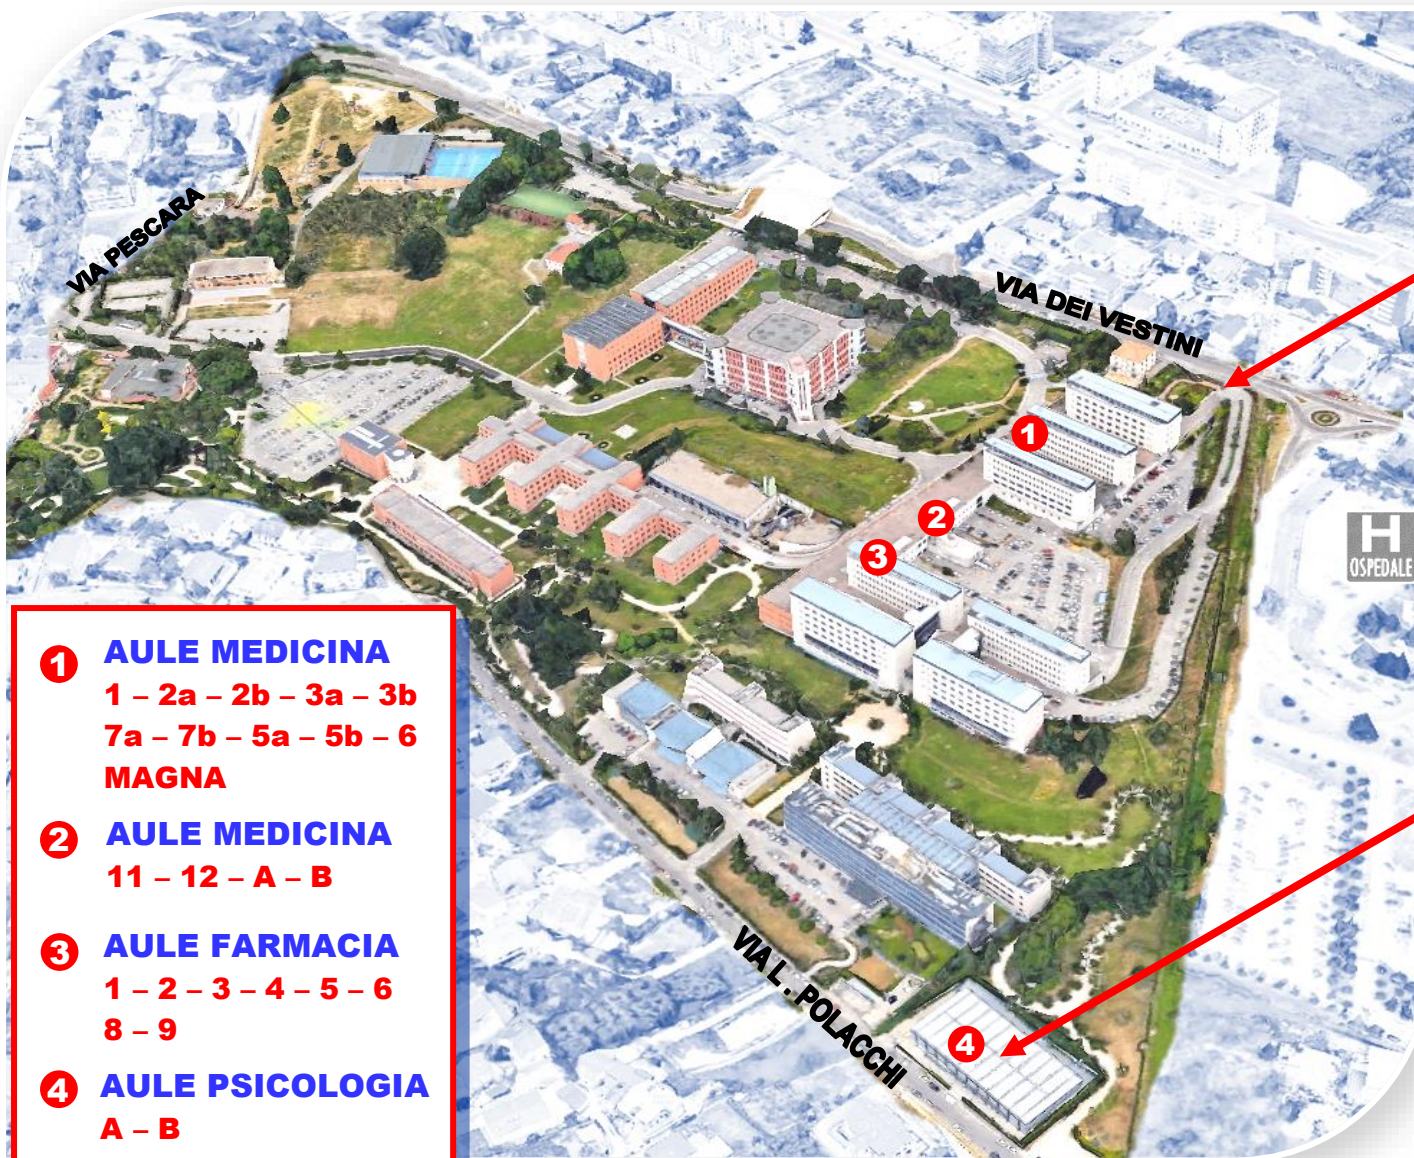 VIA PESCARA
VIA DEI VESTINI
1
2
3
H
OSPEDALE
VIA L. POLACCHI
4
1 AULE MEDICINA
1 – 2a – 2b – 3a – 3b
7a – 7b – 5a – 5b – 6
MAGNA
2 AULE MEDICINA
11 – 12 – A – B
3 AULE FARMACIA
1 – 2 – 3 – 4 – 5 – 6
8 – 9
4 AULE PSICOLOGIA
A – B